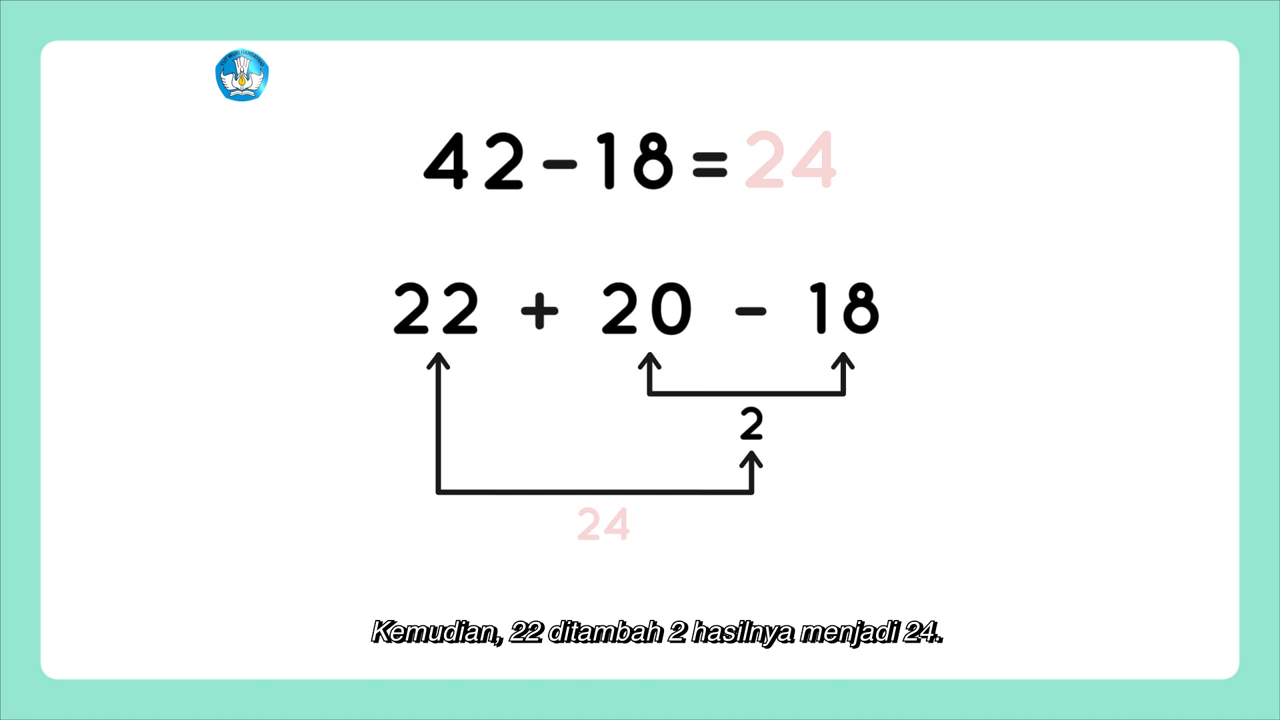 42-18=24
22 + 20 - 18
2
24
Kemudian, 22 ditambah 2 hasilnya menjadi 24.